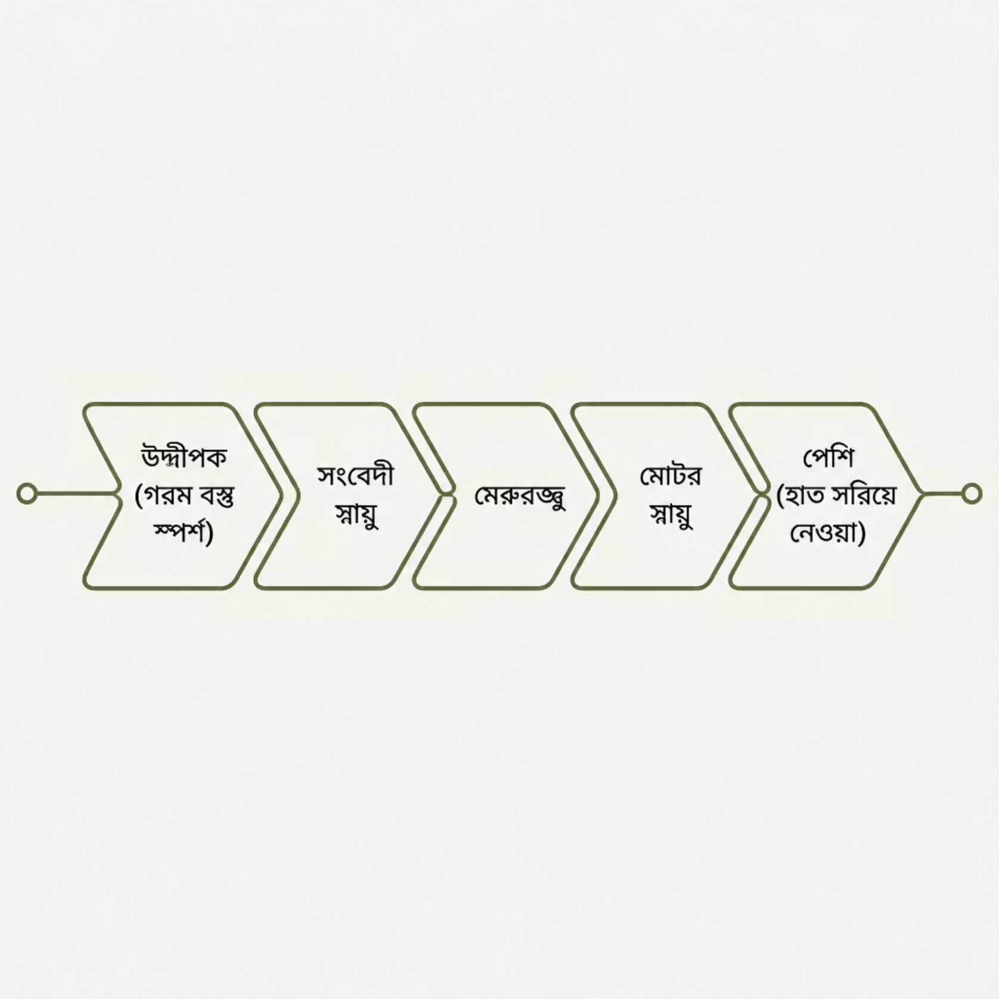 উদ্দীপক
(গরম বস্তু
স্পর্শ)
সংবেদী
স্নায়ু
মেরুরজ্জু
মোটর
স্নায়ু
পেশি
(হাত সরিয়ে
নেওয়া)